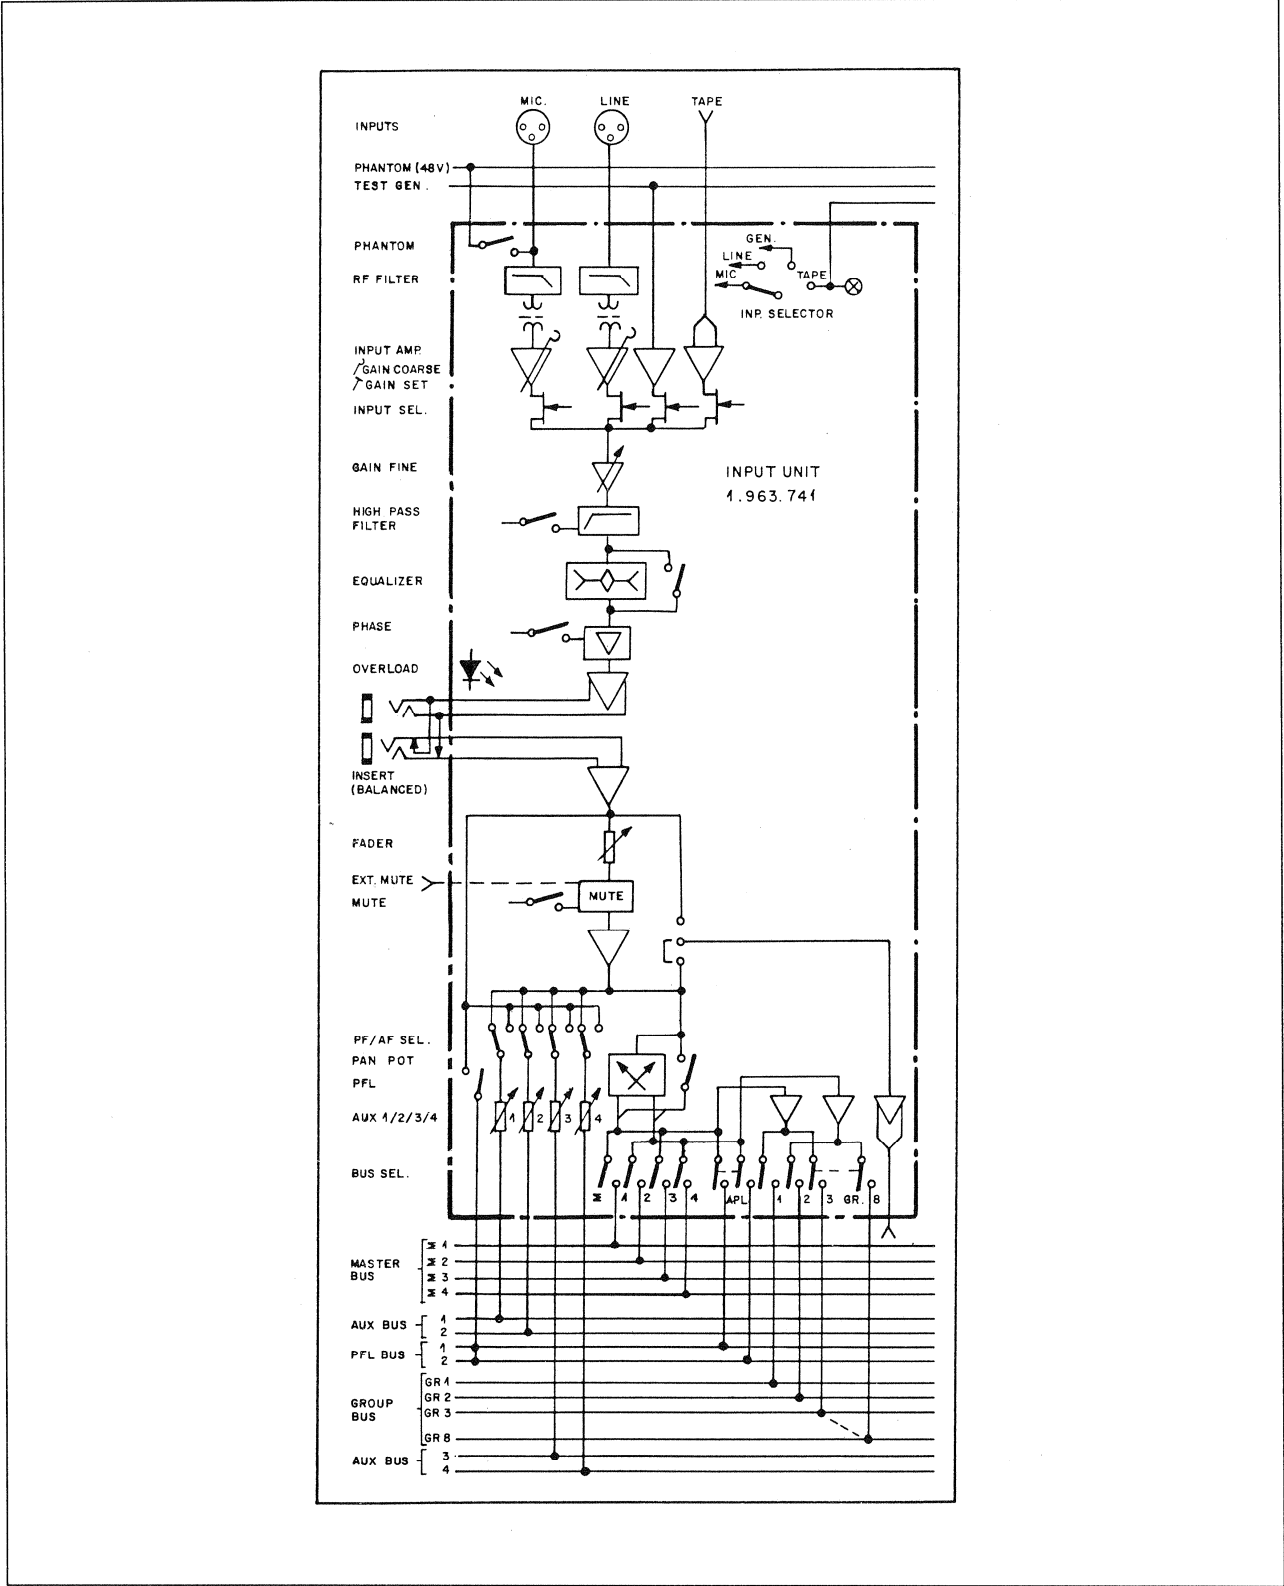 MIC. LINE TAPE
INPUTS
PHANTOM (48V)
TEST GEN.
PHANTOM
GEN.
LINE
MIC
TAPE
RF FILTER
INP. SELECTOR
INPUT AMP.
GAIN COARSE
GAIN SET
INPUT SEL.
GAIN FINE
INPUT UNIT
1.963.741
HIGH PASS
FILTER
EQUALIZER
PHASE
OVERLOAD
INSERT
(BALANCED)
FADER
EXT. MUTE
MUTE
MUTE
PF/AF SEL.
PAN POT
PFL
AUX 1/2/3/4
1 2 3 4
BUS SEL.
Σ 1 2 3 4 APL 1 2 3 GR. 8
MASTER
BUS
Σ 1
Σ 2
Σ 3
Σ 4
AUX BUS
1
2
PFL BUS
1
2
GROUP
BUS
GR 1
GR 2
GR 3
GR 8
AUX BUS
3
4